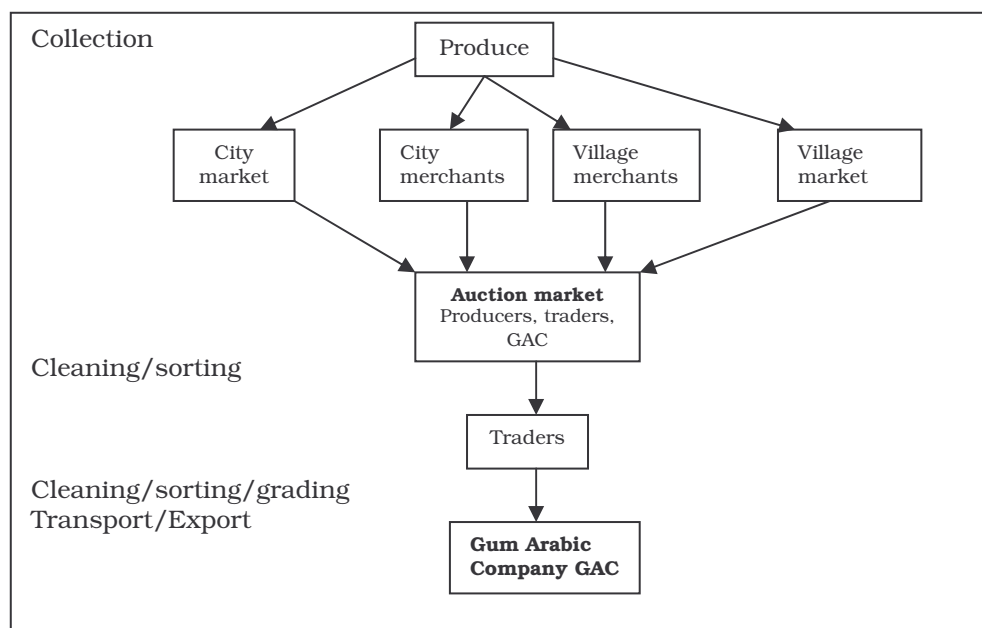 Collection
Produce
City
market
City
merchants
Village
merchants
Village
market
Auction market
Producers, traders,
GAC
Cleaning/sorting
Traders
Cleaning/sorting/grading
Transport/Export
Gum Arabic
Company GAC